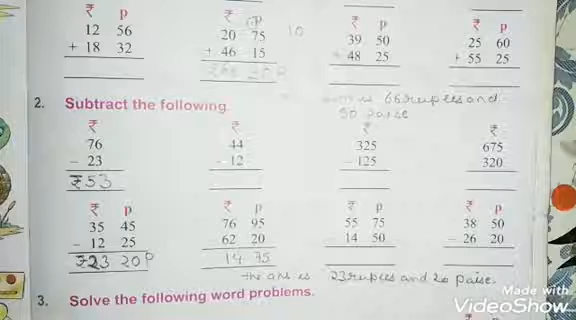 ₹ p ₹ p ₹ p ₹ p
12 56 20 75 10 39 50 25 60
+ 18 32 + 46 15 + 48 25 + 55 25
is 66 rupees and
2. Subtract the following.
90 Paise
₹ ₹ ₹ ₹
76 44 325 675
- 23 - 12 - 125 320
₹53
₹ p ₹ p ₹ p ₹ p
35 45 76 95 55 75 38 50
- 12 25 62 20 - 14 50 - 26 20
₹23 20P 14 75
the ans is 23 rupees and 20 paise.
3. Solve the following word problems.
Made with
VideoShow